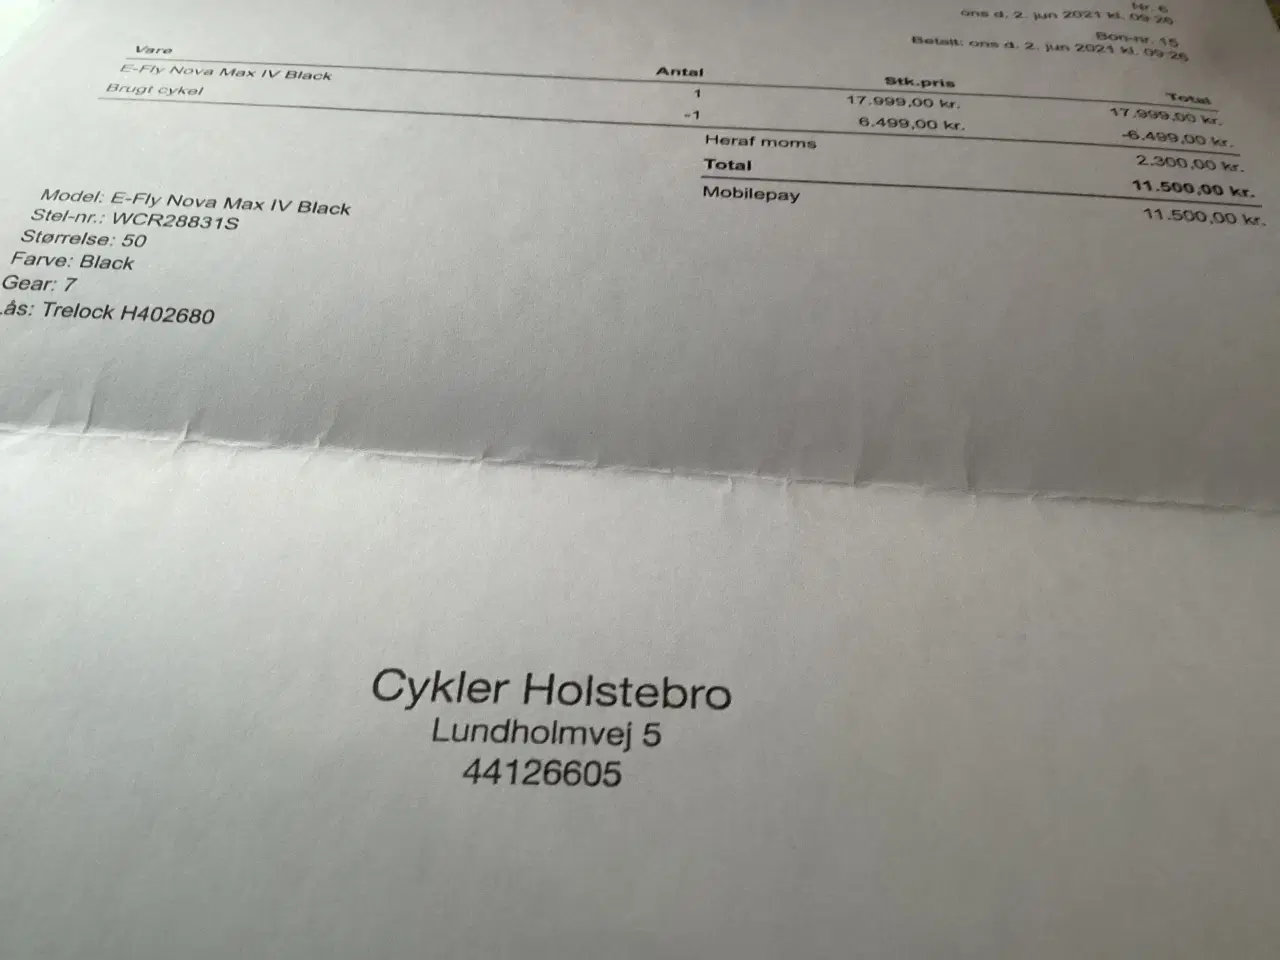 Nr. 6
ons d. 2. jun 2021 kl. 09:26
Bon-nr. 15
Betalt: ons d. 2. jun 2021 kl. 09:26
Vare Antal Stk.pris Total
E-Fly Nova Max IV Black 1 17.999,00 kr. 17.999,00 kr.
Brugt cykel -1 6.499,00 kr. -6.499,00 kr.
Heraf moms 2.300,00 kr.
Total 11.500,00 kr.
Mobilepay 11.500,00 kr.
Model: E-Fly Nova Max IV Black
Stel-nr.: WCR28831S
Størrelse: 50
Farve: Black
Gear: 7
Lås: Trelock H402680
Cykler Holstebro
Lundholmvej 5
44126605